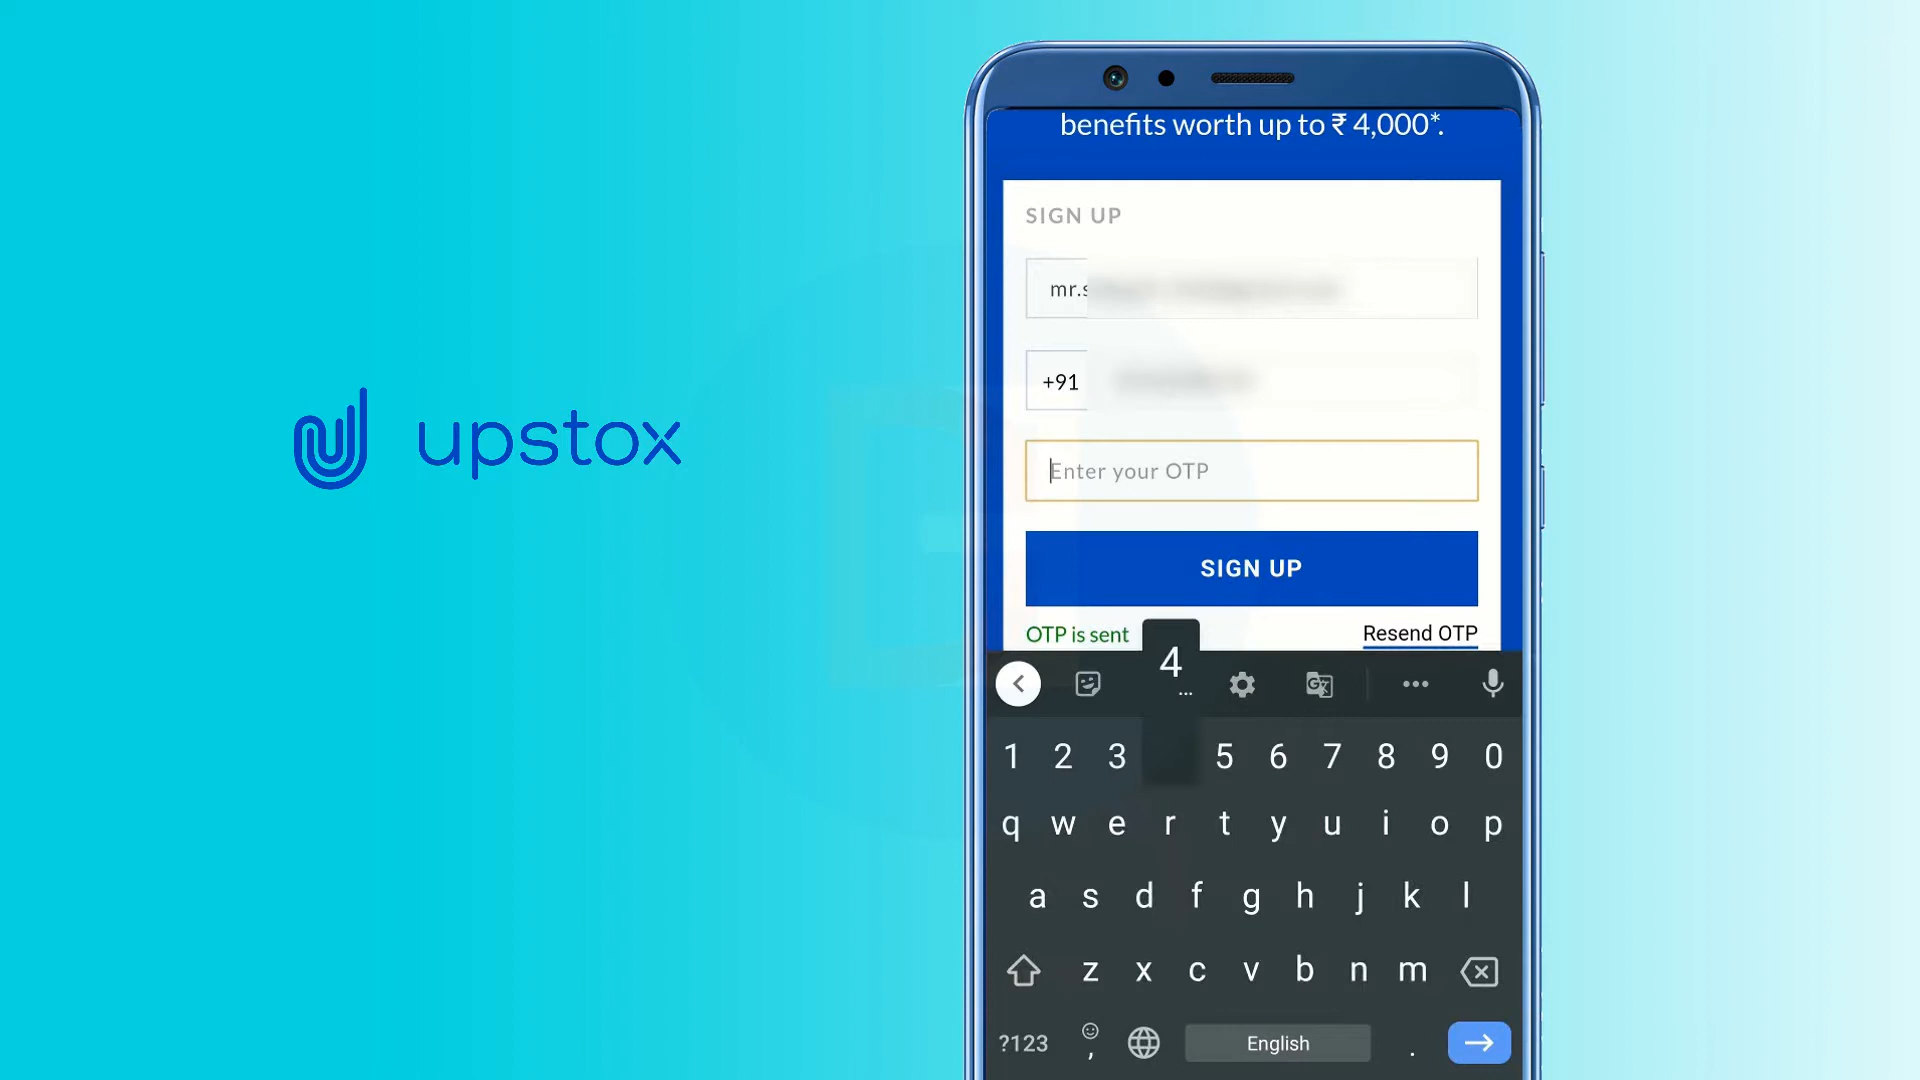 upstox
benefits worth up to ₹ 4,000*.
SIGN UP
mr.s
+91
Enter your OTP
SIGN UP
OTP is sent
Resend OTP
4
...
1 2 3 5 6 7 8 9 0
q w e r t y u i o p
a s d f g h j k l
z x c v b n m
?123 , English .